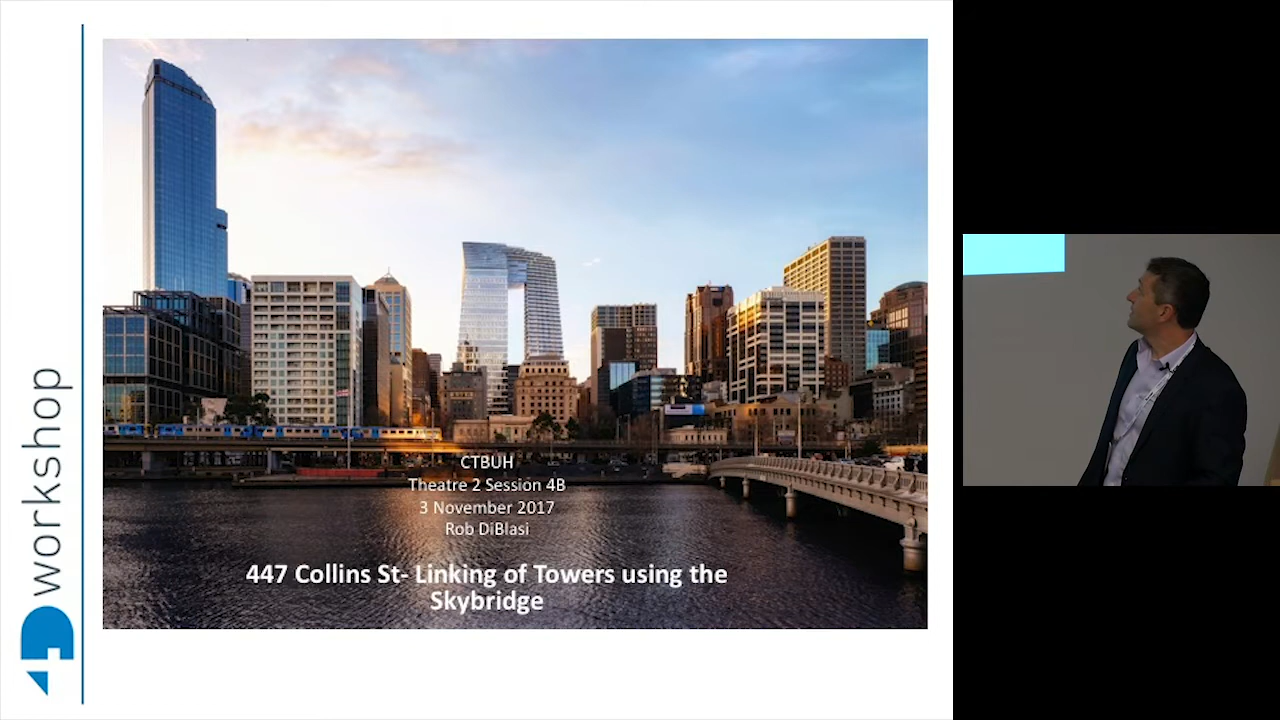 4Dworkshop
CTBUH
Theatre 2 Session 4B
3 November 2017
Rob DiBlasi
447 Collins St- Linking of Towers using the
Skybridge